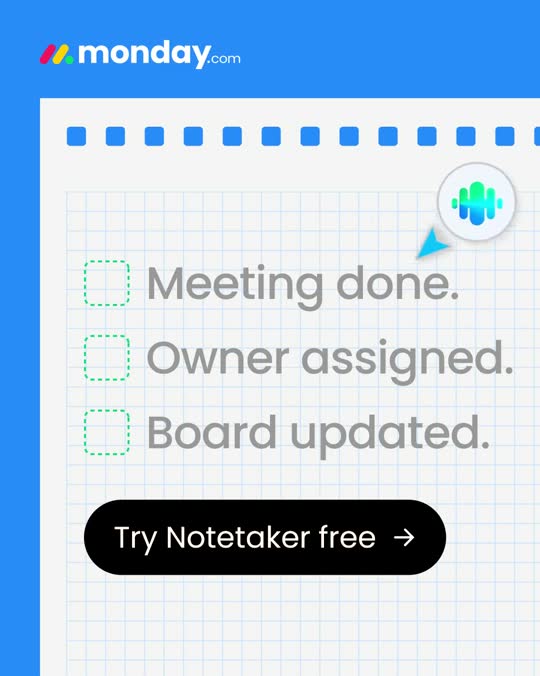 monday.com
Meeting done.
Owner assigned.
Board updated.
Try Notetaker free →